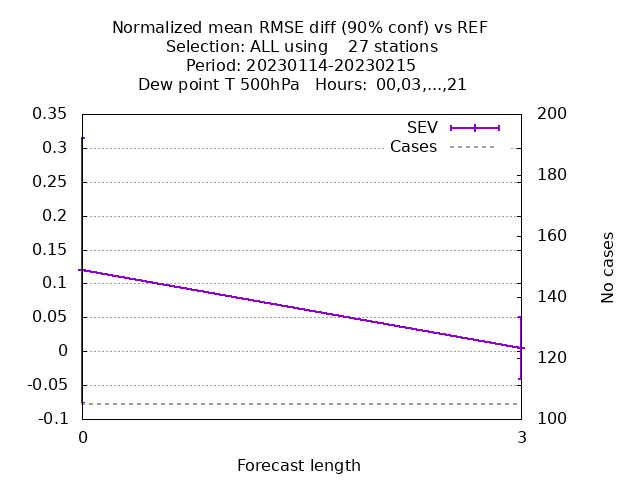 Normalized mean RMSE diff (90% conf) vs REF
Selection: ALL using    27 stations
Period: 20230114-20230215
Dew point T 500hPa   Hours:  00,03,...,21
0.35
0.3
0.25
0.2
0.15
0.1
0.05
0
-0.05
-0.1
SEV
Cases
200
180
160
140
120
100
No cases
0
3
Forecast length